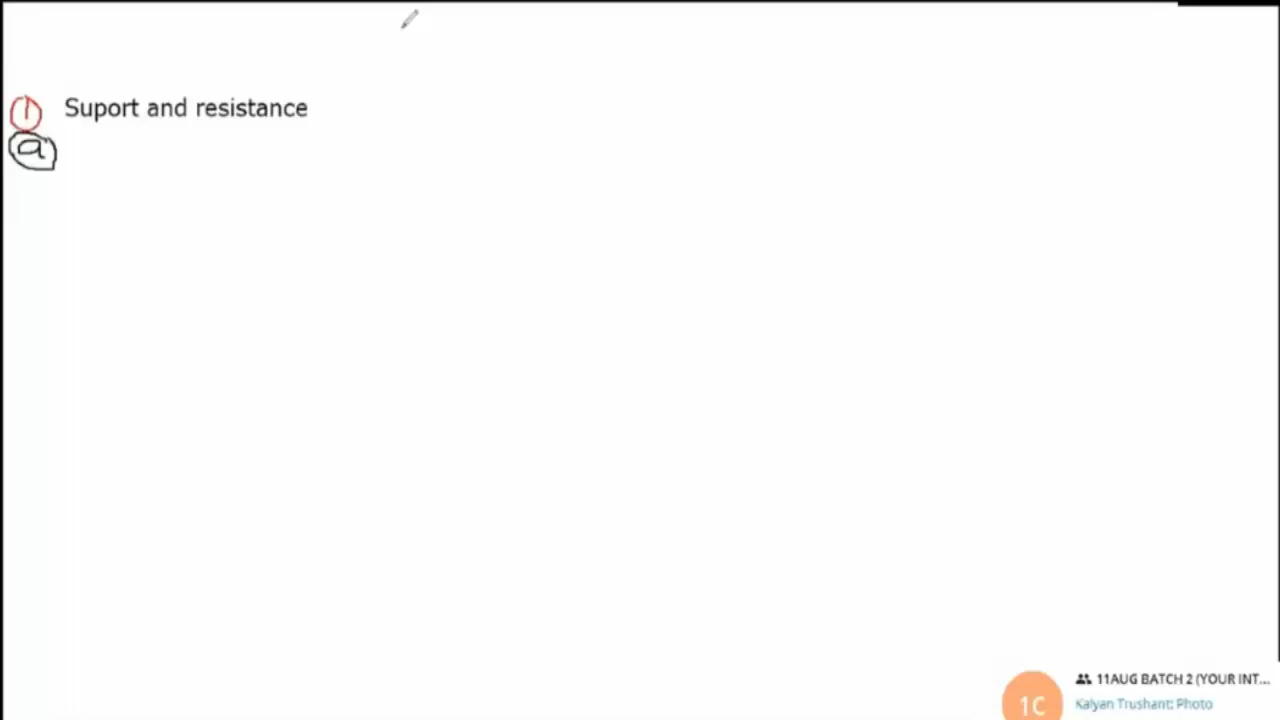 1 Suport and resistance
a
11AUG BATCH 2 (YOUR INT...
1C
Kalyan Trushant: Photo